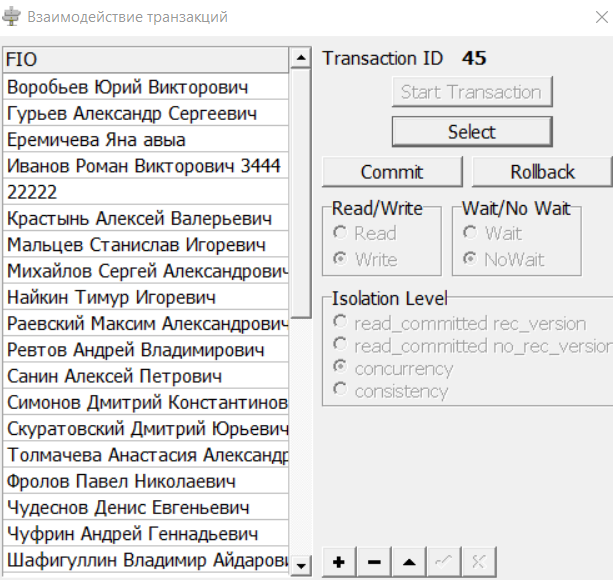 Взаимодействие транзакций
FIO
Воробьев Юрий Викторович
Гурьев Александр Сергеевич
Еремичева Яна авыа
Иванов Роман Викторович 3444
22222
Крастынь Алексей Валерьевич
Мальцев Станислав Игоревич
Михайлов Сергей Александрович
Найкин Тимур Игоревич
Раевский Максим Александрович
Ревтов Андрей Владимирович
Санин Алексей Петрович
Симонов Дмитрий Константинов
Скуратовский Дмитрий Юрьевич
Толмачева Анастасия Александр
Фролов Павел Николаевич
Чудеснов Денис Евгеньевич
Чуфрин Андрей Геннадьевич
Шафигуллин Владимир Айдарови
Transaction ID 45
Start Transaction
Select
Commit Rollback
Read/Write
Read
Write
Wait/No Wait
Wait
NoWait
Isolation Level
read_committed rec_version
read_committed no_rec_version
concurrency
consistency